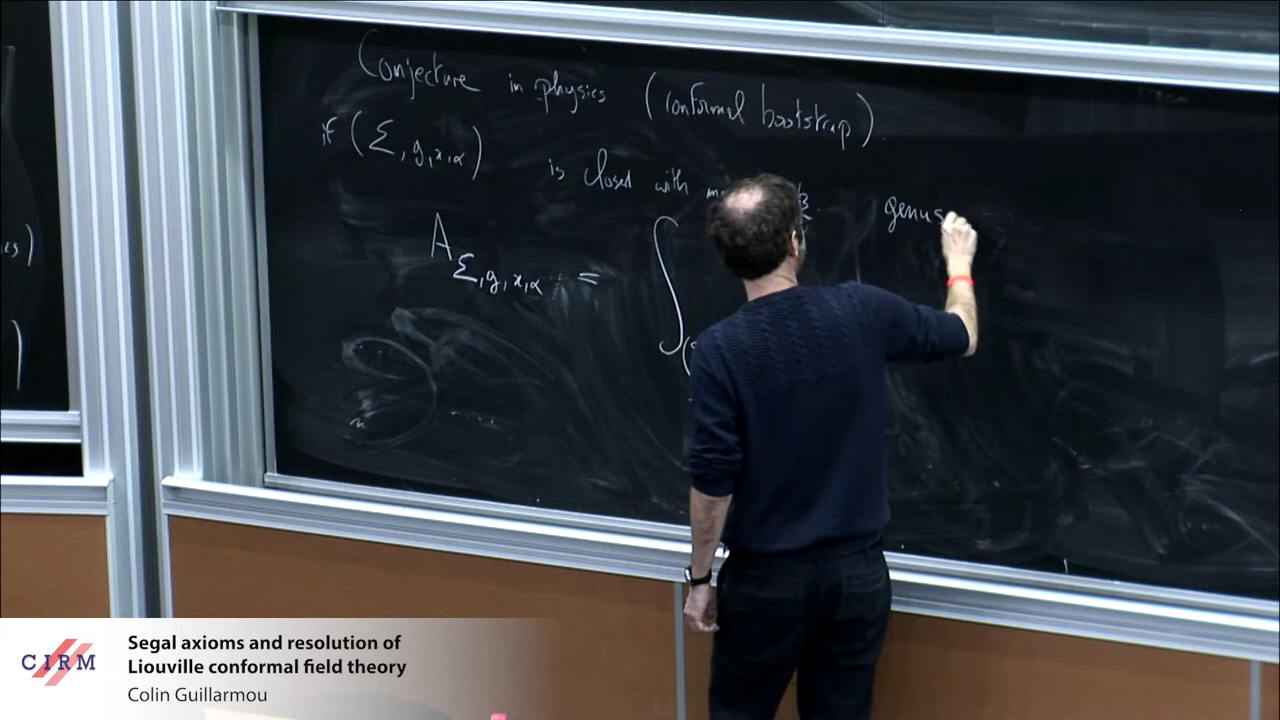 Conjecture in physics (conformal bootstrap)
if (Σ, g, x, α) is closed with genus
A_{Σ, g, x, α} = ∫
CIRM
Segal axioms and resolution of
Liouville conformal field theory
Colin Guillarmou